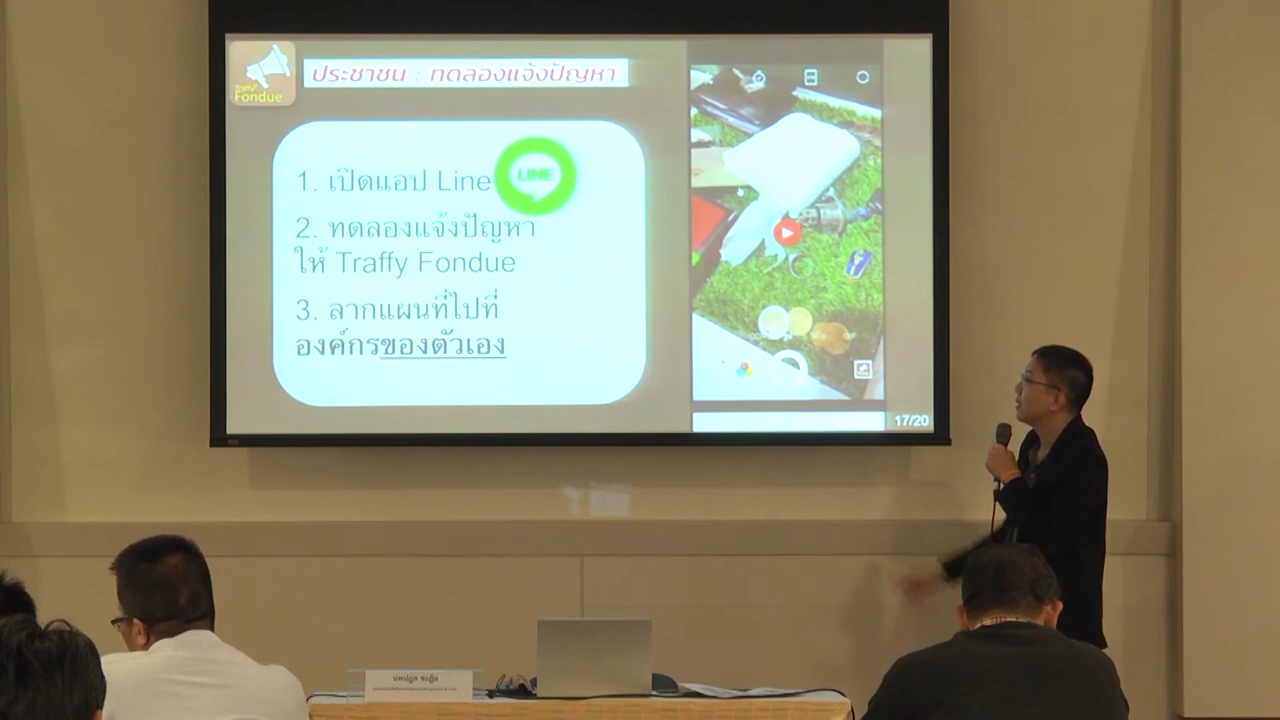 Traffy
Fondue
ประชาชน : ทดลองแจ้งปัญหา
1. เปิดแอป Line
LINE
2. ทดลองแจ้งปัญหา
ให้ Traffy Fondue
3. ลากแผนที่ไปที่
องค์กรของตัวเอง
17/20